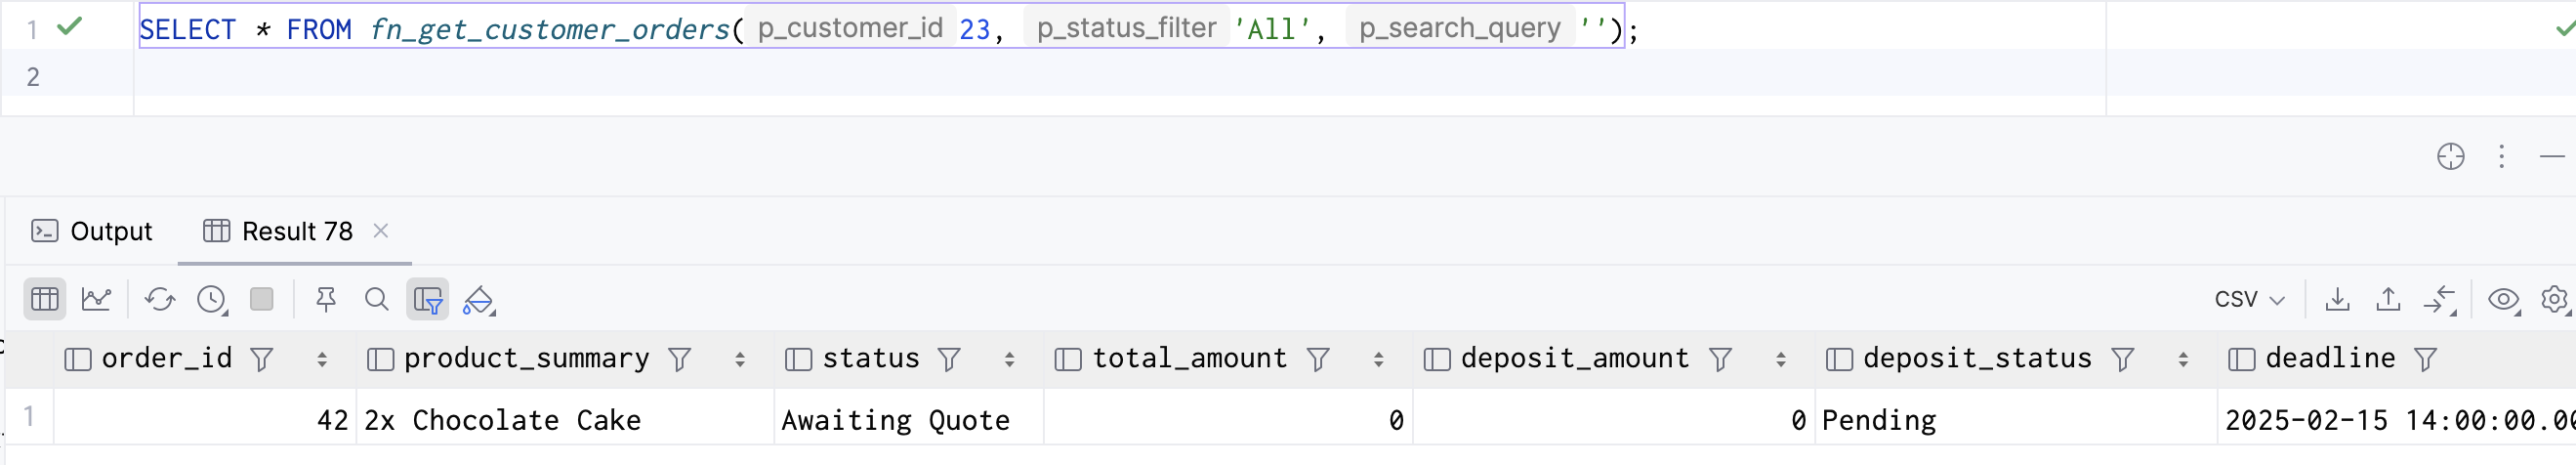 1 SELECT * FROM fn_get_customer_orders( p_customer_id 23, p_status_filter 'All', p_search_query '');
2
Output Result 78
CSV
order_id product_summary status total_amount deposit_amount deposit_status deadline
1 42 2x Chocolate Cake Awaiting Quote 0 0 Pending 2025-02-15 14:00:00.00